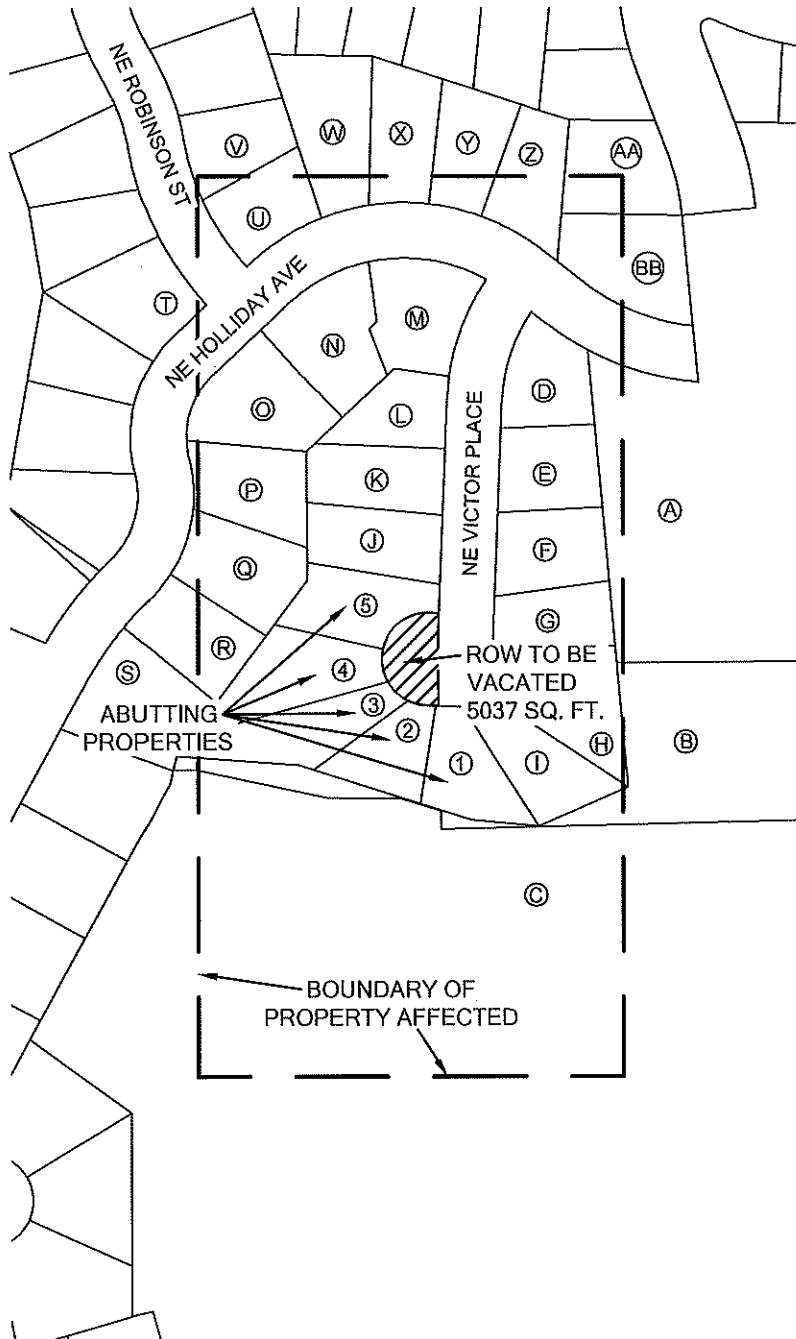 NE ROBINSON ST
V
W
X
Y
Z
AA
U
BB
T
NE HOLLIDAY AVE
M
N
O
L
D
NE VICTOR PLACE
P
K
E
A
Q
J
F
5
G
R
S
4
ROW TO BE
VACATED
5037 SQ. FT.
ABUTTING
PROPERTIES
3
2
1
I
H
B
C
BOUNDARY OF
PROPERTY AFFECTED